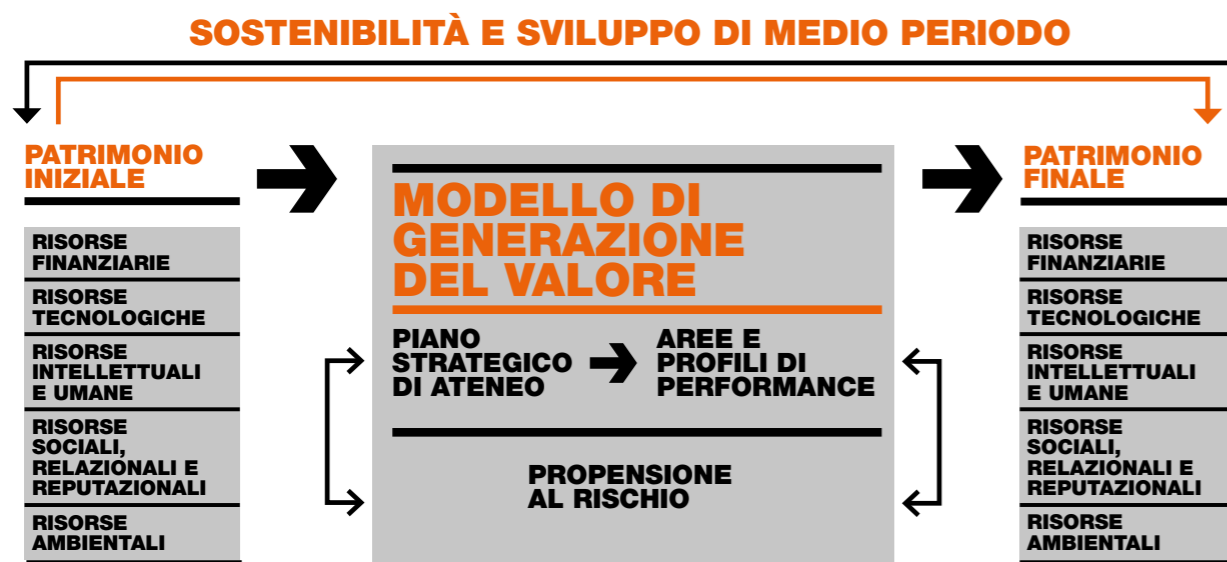 SOSTENIBILITÀ E SVILUPPO DI MEDIO PERIODO
PATRIMONIO
INIZIALE
RISORSE
FINANZIARIE
RISORSE
TECNOLOGICHE
RISORSE
INTELLETTUALI
E UMANE
RISORSE
SOCIALI,
RELAZIONALI E
REPUTAZIONALI
RISORSE
AMBIENTALI
MODELLO DI
GENERAZIONE
DEL VALORE
PIANO
STRATEGICO
DI ATENEO
AREE E
PROFILI DI
PERFORMANCE
PROPENSIONE
AL RISCHIO
PATRIMONIO
FINALE
RISORSE
FINANZIARIE
RISORSE
TECNOLOGICHE
RISORSE
INTELLETTUALI
E UMANE
RISORSE
SOCIALI,
RELAZIONALI E
REPUTAZIONALI
RISORSE
AMBIENTALI